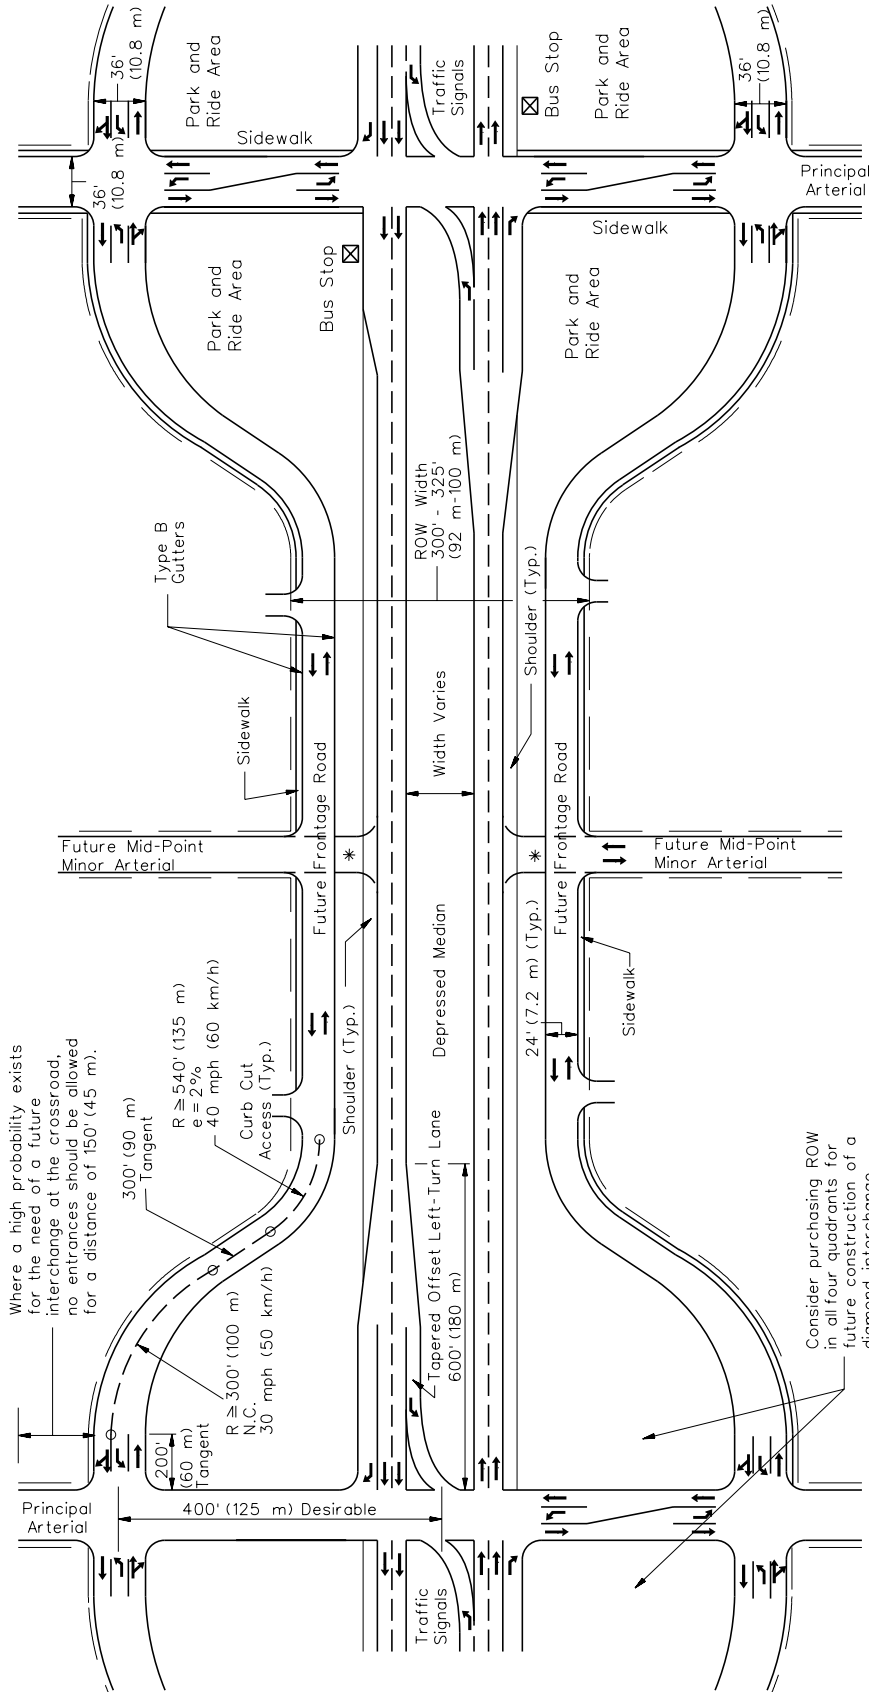 36'
(10.8 m)
Park and
Ride Area
Sidewalk
36'
(10.8 m)
Traffic
Signals
Bus Stop
Park and
Ride Area
36'
(10.8 m)
Principal
Arterial
Park and
Ride Area
Bus Stop
Sidewalk
Park and
Ride Area
Type B
Gutters
ROW Width
300' - 325'
(92 m-100 m)
Shoulder (Typ.)
Sidewalk
Future Frontage Road
Width Varies
Future Frontage Road
Future Mid-Point
Minor Arterial
*
*
Future Mid-Point
Minor Arterial
Where a high probability exists
for the need of a future
interchange at the crossroad,
no entrances should be allowed
for a distance of 150' (45 m).
300' (90 m)
Tangent
R ≥ 540' (135 m)
e = 2%
40 mph (60 km/h)
Curb Cut
Access (Typ.)
Shoulder (Typ.)
Depressed Median
24' (7.2 m) (Typ.)
Sidewalk
R ≥ 300' (100 m)
N.C.
30 mph (50 km/h)
Tapered Offset Left-Turn Lane
600' (180 m)
200'
(60 m)
Tangent
Consider purchasing ROW
in all four quadrants for
future construction of a
diamond interchange
Principal
Arterial
400' (125 m) Desirable
Traffic
Signals